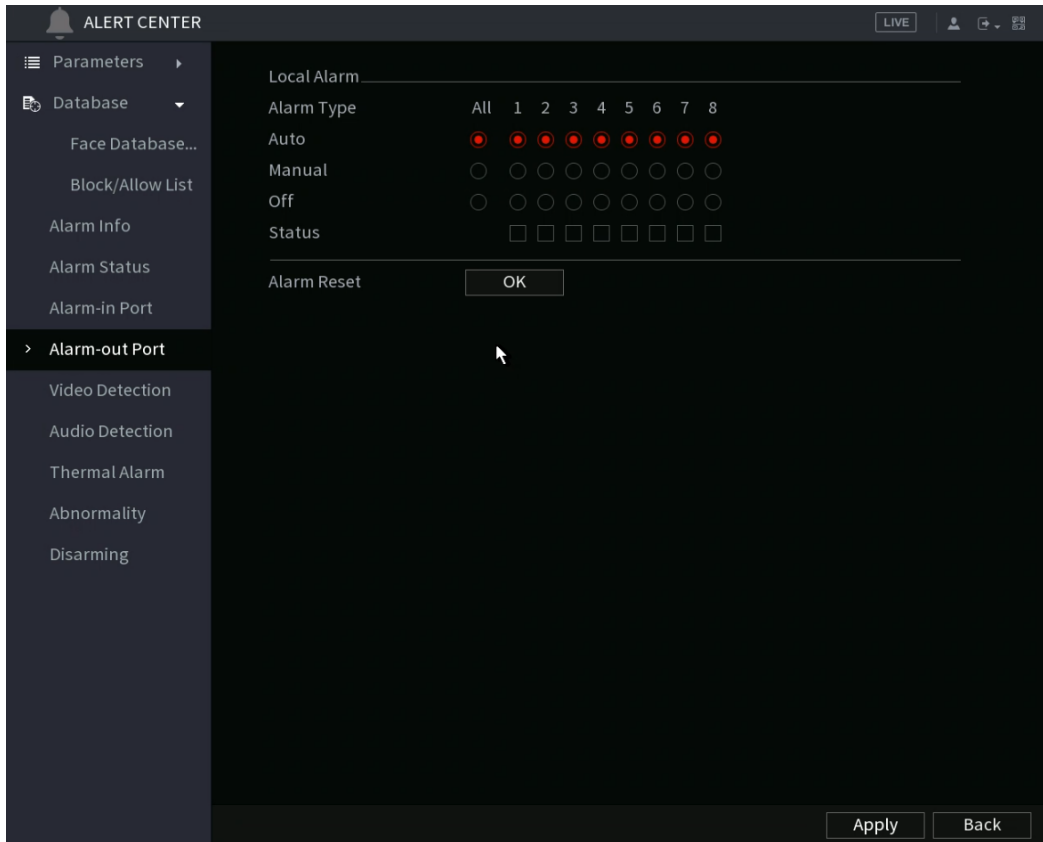 ALERT CENTER
LIVE
Parameters
Database
Face Database...
Block/Allow List
Alarm Info
Alarm Status
Alarm-in Port
> Alarm-out Port
Video Detection
Audio Detection
Thermal Alarm
Abnormality
Disarming
Local Alarm
Alarm Type All 1 2 3 4 5 6 7 8
Auto
Manual
Off
Status
Alarm Reset OK
Apply Back